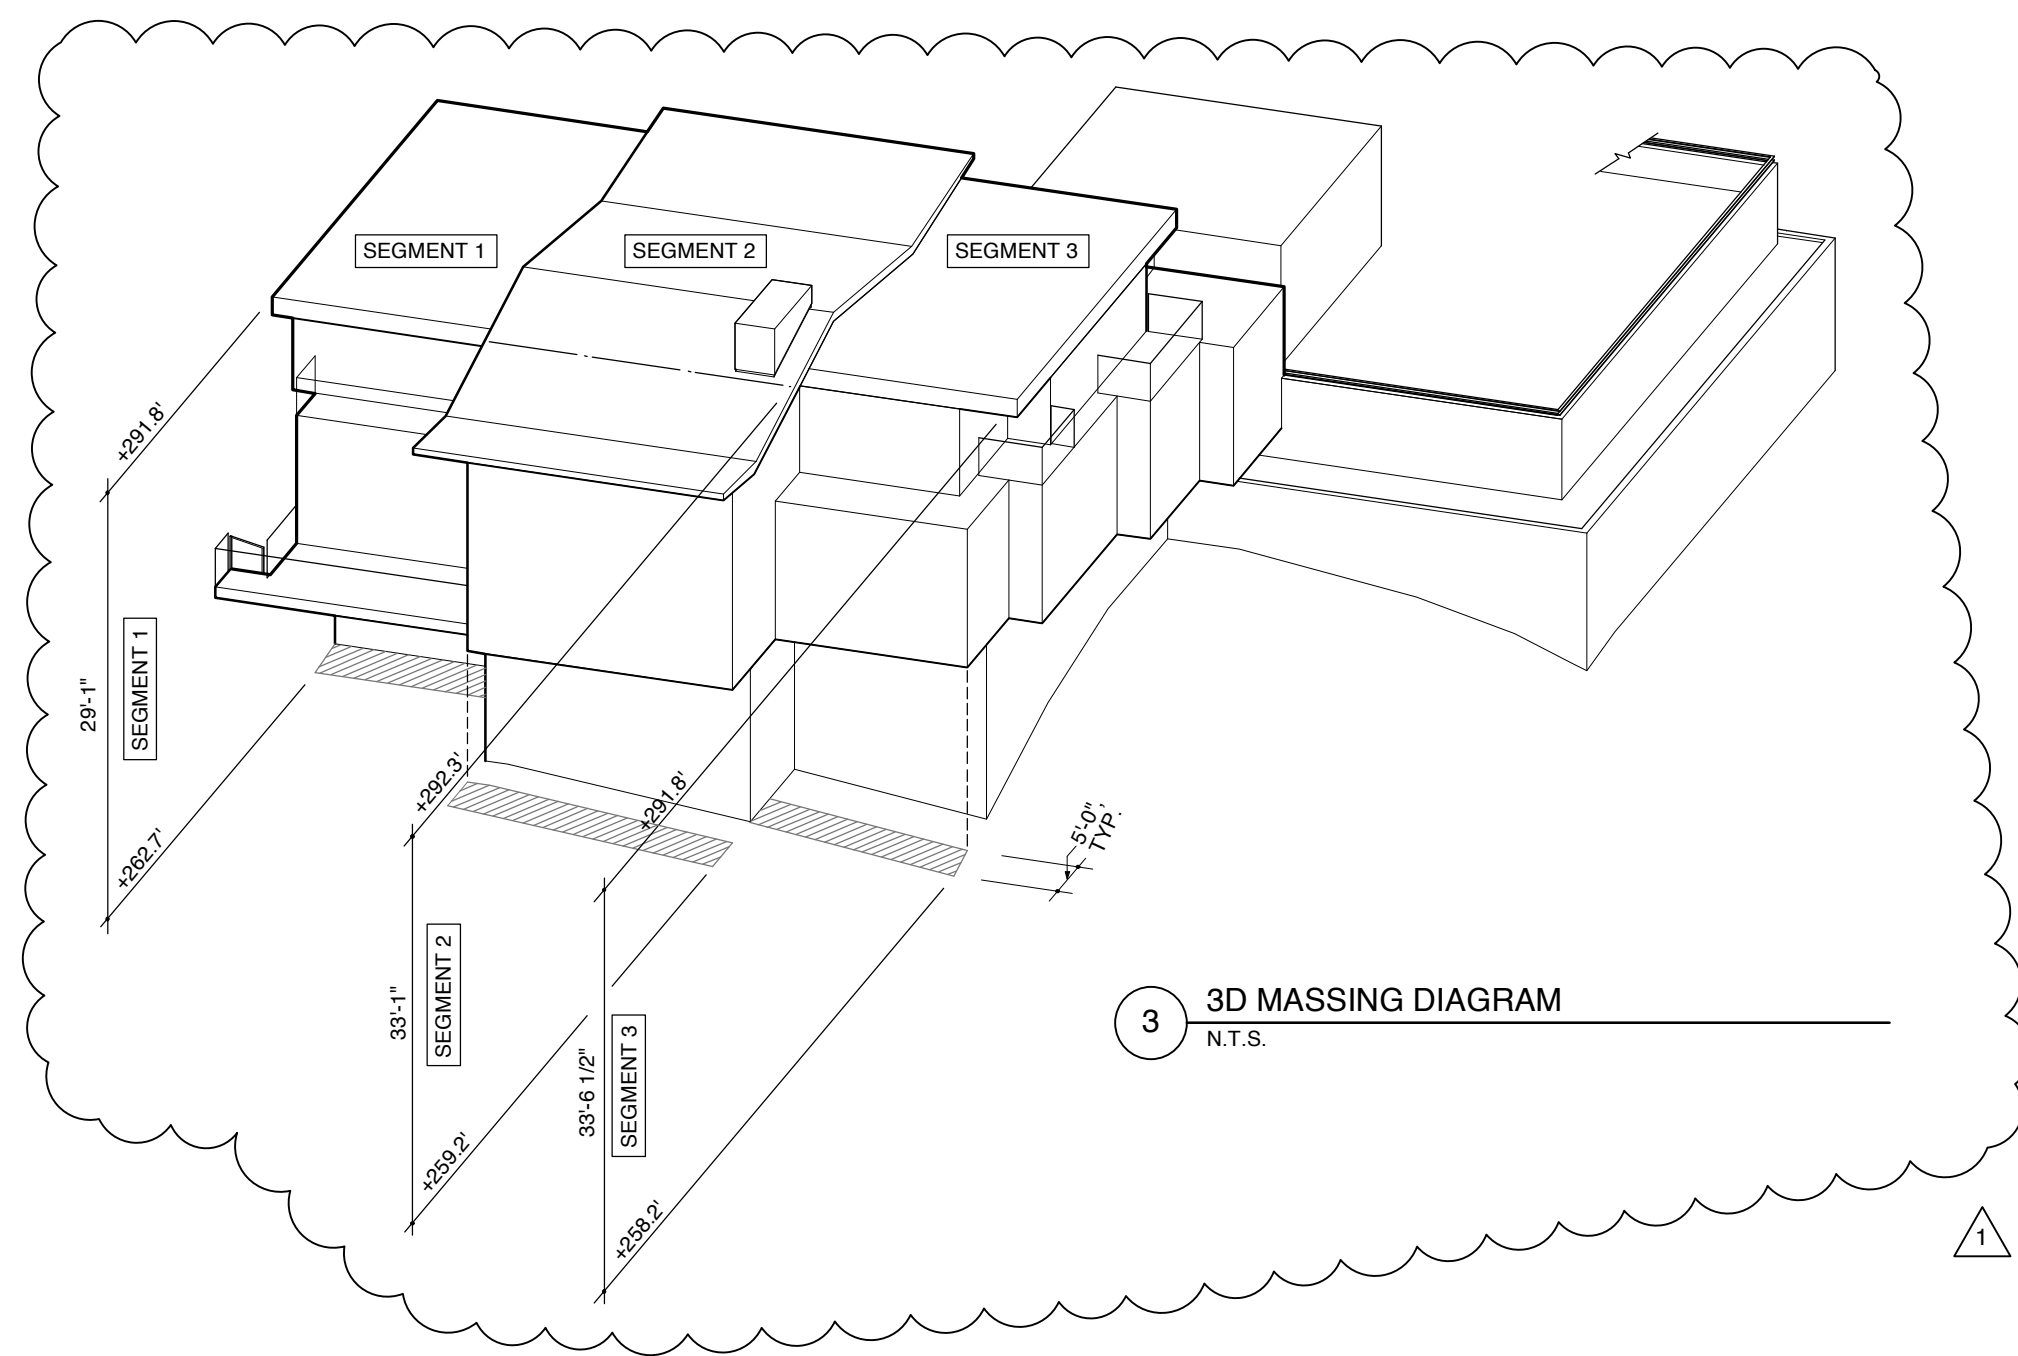 SEGMENT 1
SEGMENT 2
SEGMENT 3
+291.8'
29'-1"
SEGMENT 1
+262.7'
+292.3'
33'-1"
SEGMENT 2
+259.2'
+291.8'
33'-6 1/2"
SEGMENT 3
+258.2'
5'-0",
TYP.
3
3D MASSING DIAGRAM
N.T.S.
1